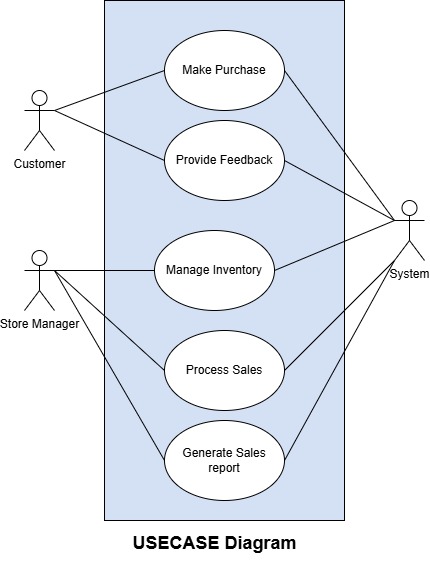 Make Purchase
Customer
Provide Feedback
Manage Inventory
System
Store Manager
Process Sales
Generate Sales
report
USECASE Diagram